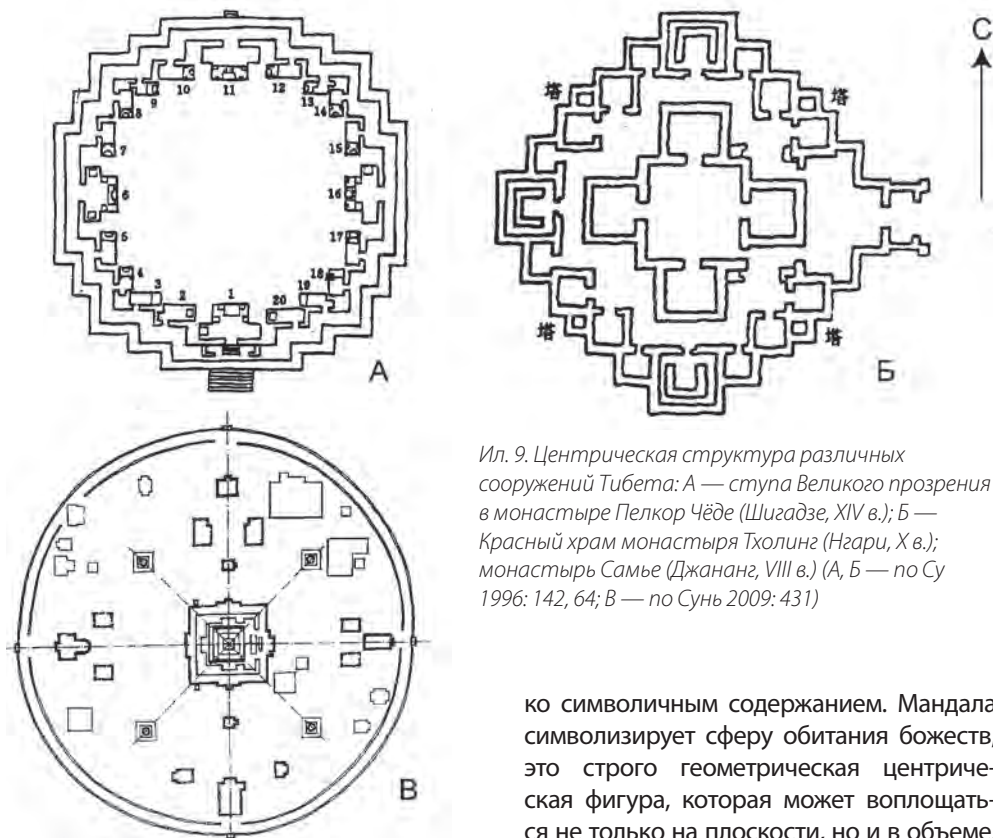 С
11
10
12
9
13
8
14
7
15
6
16
5
17
4
18
3
19
2
1
20
А
塔
塔
塔
塔
Б
В
Ил. 9. Центрическая структура различных
сооружений Тибета: А — ступа Великого прозрения
в монастыре Пелкор Чёде (Шигадзе, XIV в.); Б —
Красный храм монастыря Тхолинг (Нгари, X в.);
монастырь Самье (Джананг, VIII в.) (А, Б — по Су
1996: 142, 64; В — по Сунь 2009: 431)
ко символичным содержанием. Мандала
символизирует сферу обитания божеств,
это строго геометрическая центриче-
ская фигура, которая может воплощать-
ся не только на плоскости, но и в объеме.